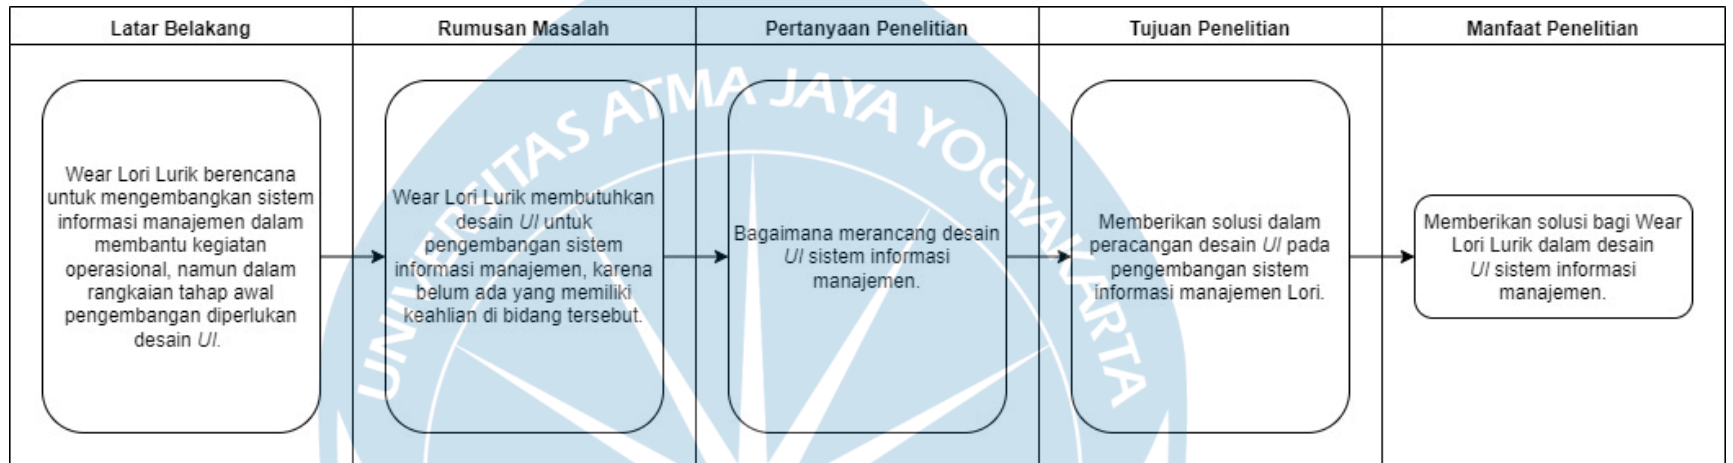 Latar Belakang
Rumusan Masalah
Pertanyaan Penelitian
Tujuan Penelitian
Manfaat Penelitian
Wear Lori Lurik berencana
untuk mengembangkan sistem
informasi manajemen dalam
membantu kegiatan
operasional, namun dalam
rangkaian tahap awal
pengembangan diperlukan
desain UI.
Wear Lori Lurik membutuhkan
desain UI untuk
pengembangan sistem
informasi manajemen, karena
belum ada yang memiliki
keahlian di bidang tersebut.
Bagaimana merancang desain
UI sistem informasi
manajemen.
Memberikan solusi dalam
peracangan desain UI pada
pengembangan sistem
informasi manajemen Lori.
Memberikan solusi bagi Wear
Lori Lurik dalam desain
UI sistem informasi
manajemen.
UNIVERSITAS ATMA JAYA YOGYAKARTA